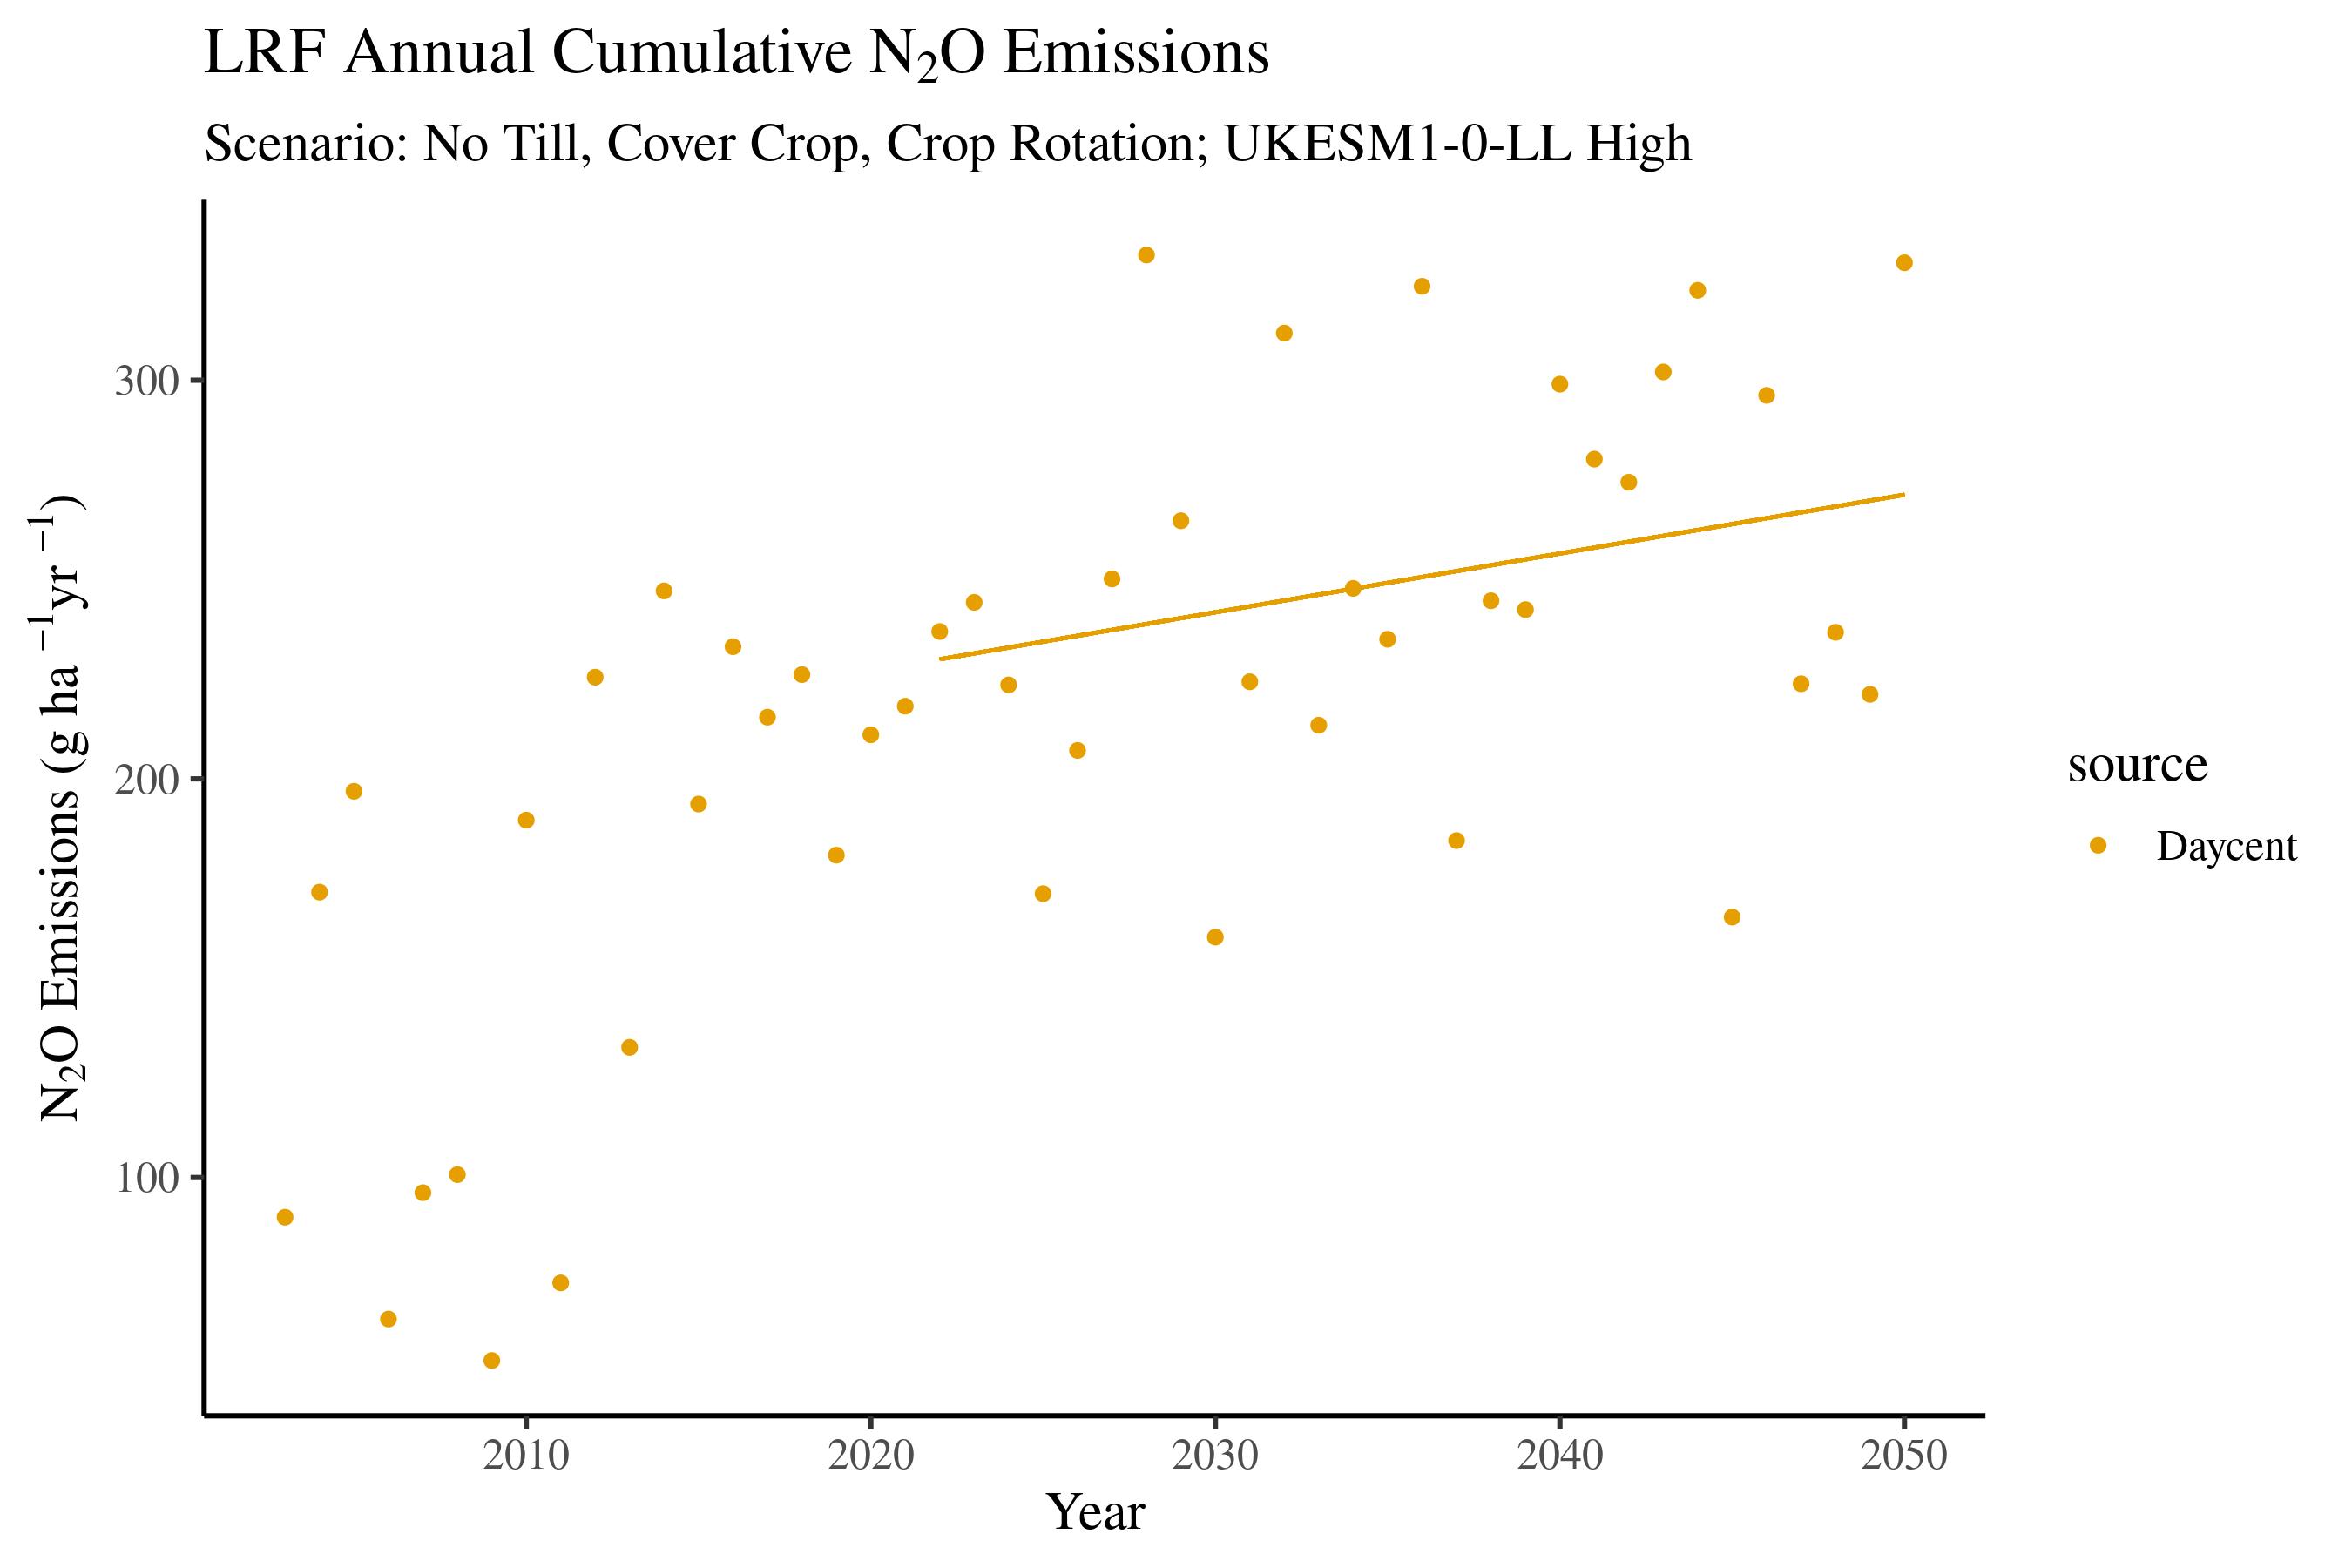 LRF Annual Cumulative N₂O Emissions
Scenario: No Till, Cover Crop, Crop Rotation; UKESM1-0-LL High
N₂O Emissions (g ha ⁻¹yr ⁻¹)
300
200
100
source
Daycent
2010 2020 2030 2040 2050
Year